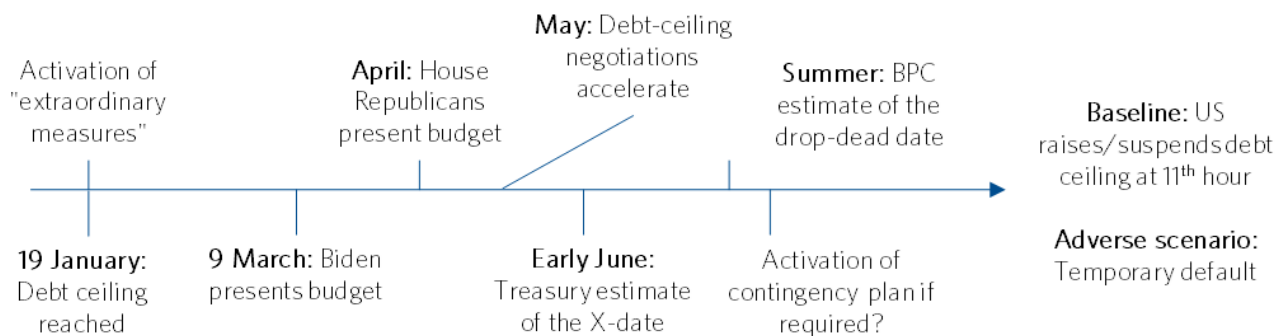 Activation of
"extraordinary
measures"
April: House
Republicans
present budget
May: Debt-ceiling
negotiations
accelerate
Summer: BPC
estimate of the
drop-dead date
19 January:
Debt ceiling
reached
9 March: Biden
presents budget
Early June:
Treasury estimate
of the X-date
Activation of
contingency plan if
required?
Baseline: US
raises/suspends debt
ceiling at 11th hour
Adverse scenario:
Temporary default